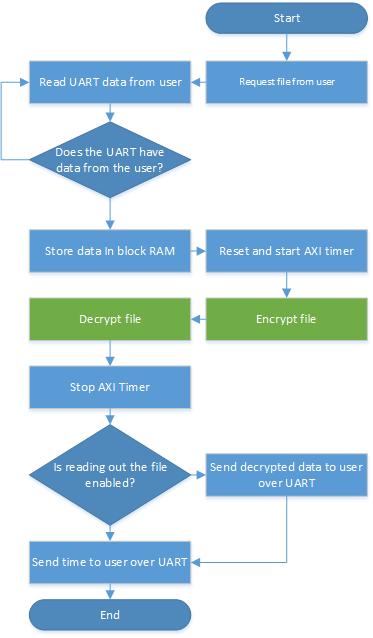 Start
Request file from user
Read UART data from user
Does the UART have
data from the user?
Store data In block RAM
Reset and start AXI timer
Encrypt file
Decrypt file
Stop AXI Timer
Is reading out the file
enabled?
Send decrypted data to user
over UART
Send time to user over UART
End